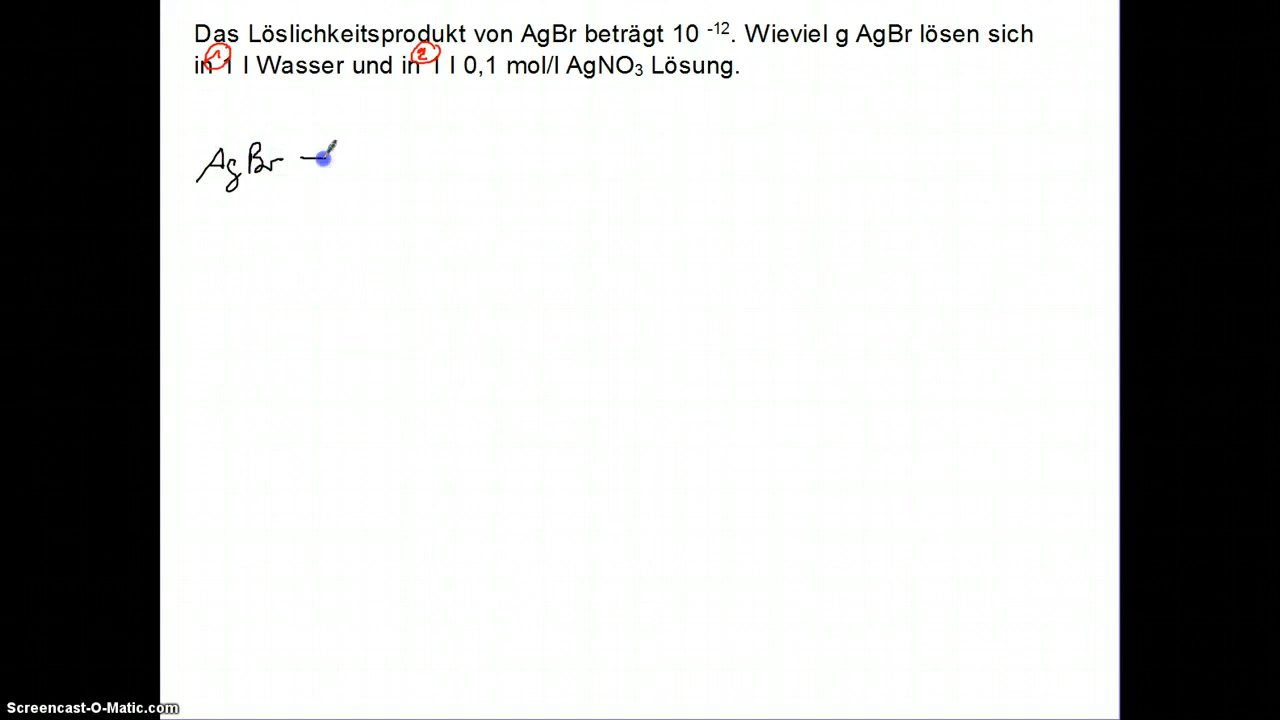 Das Löslichkeitsprodukt von AgBr beträgt 10 ⁻¹². Wieviel g AgBr lösen sich
in 1 l Wasser und in 1 l 0,1 mol/l AgNO₃ Lösung.
1 2
AgBr
Screencast-O-Matic.com